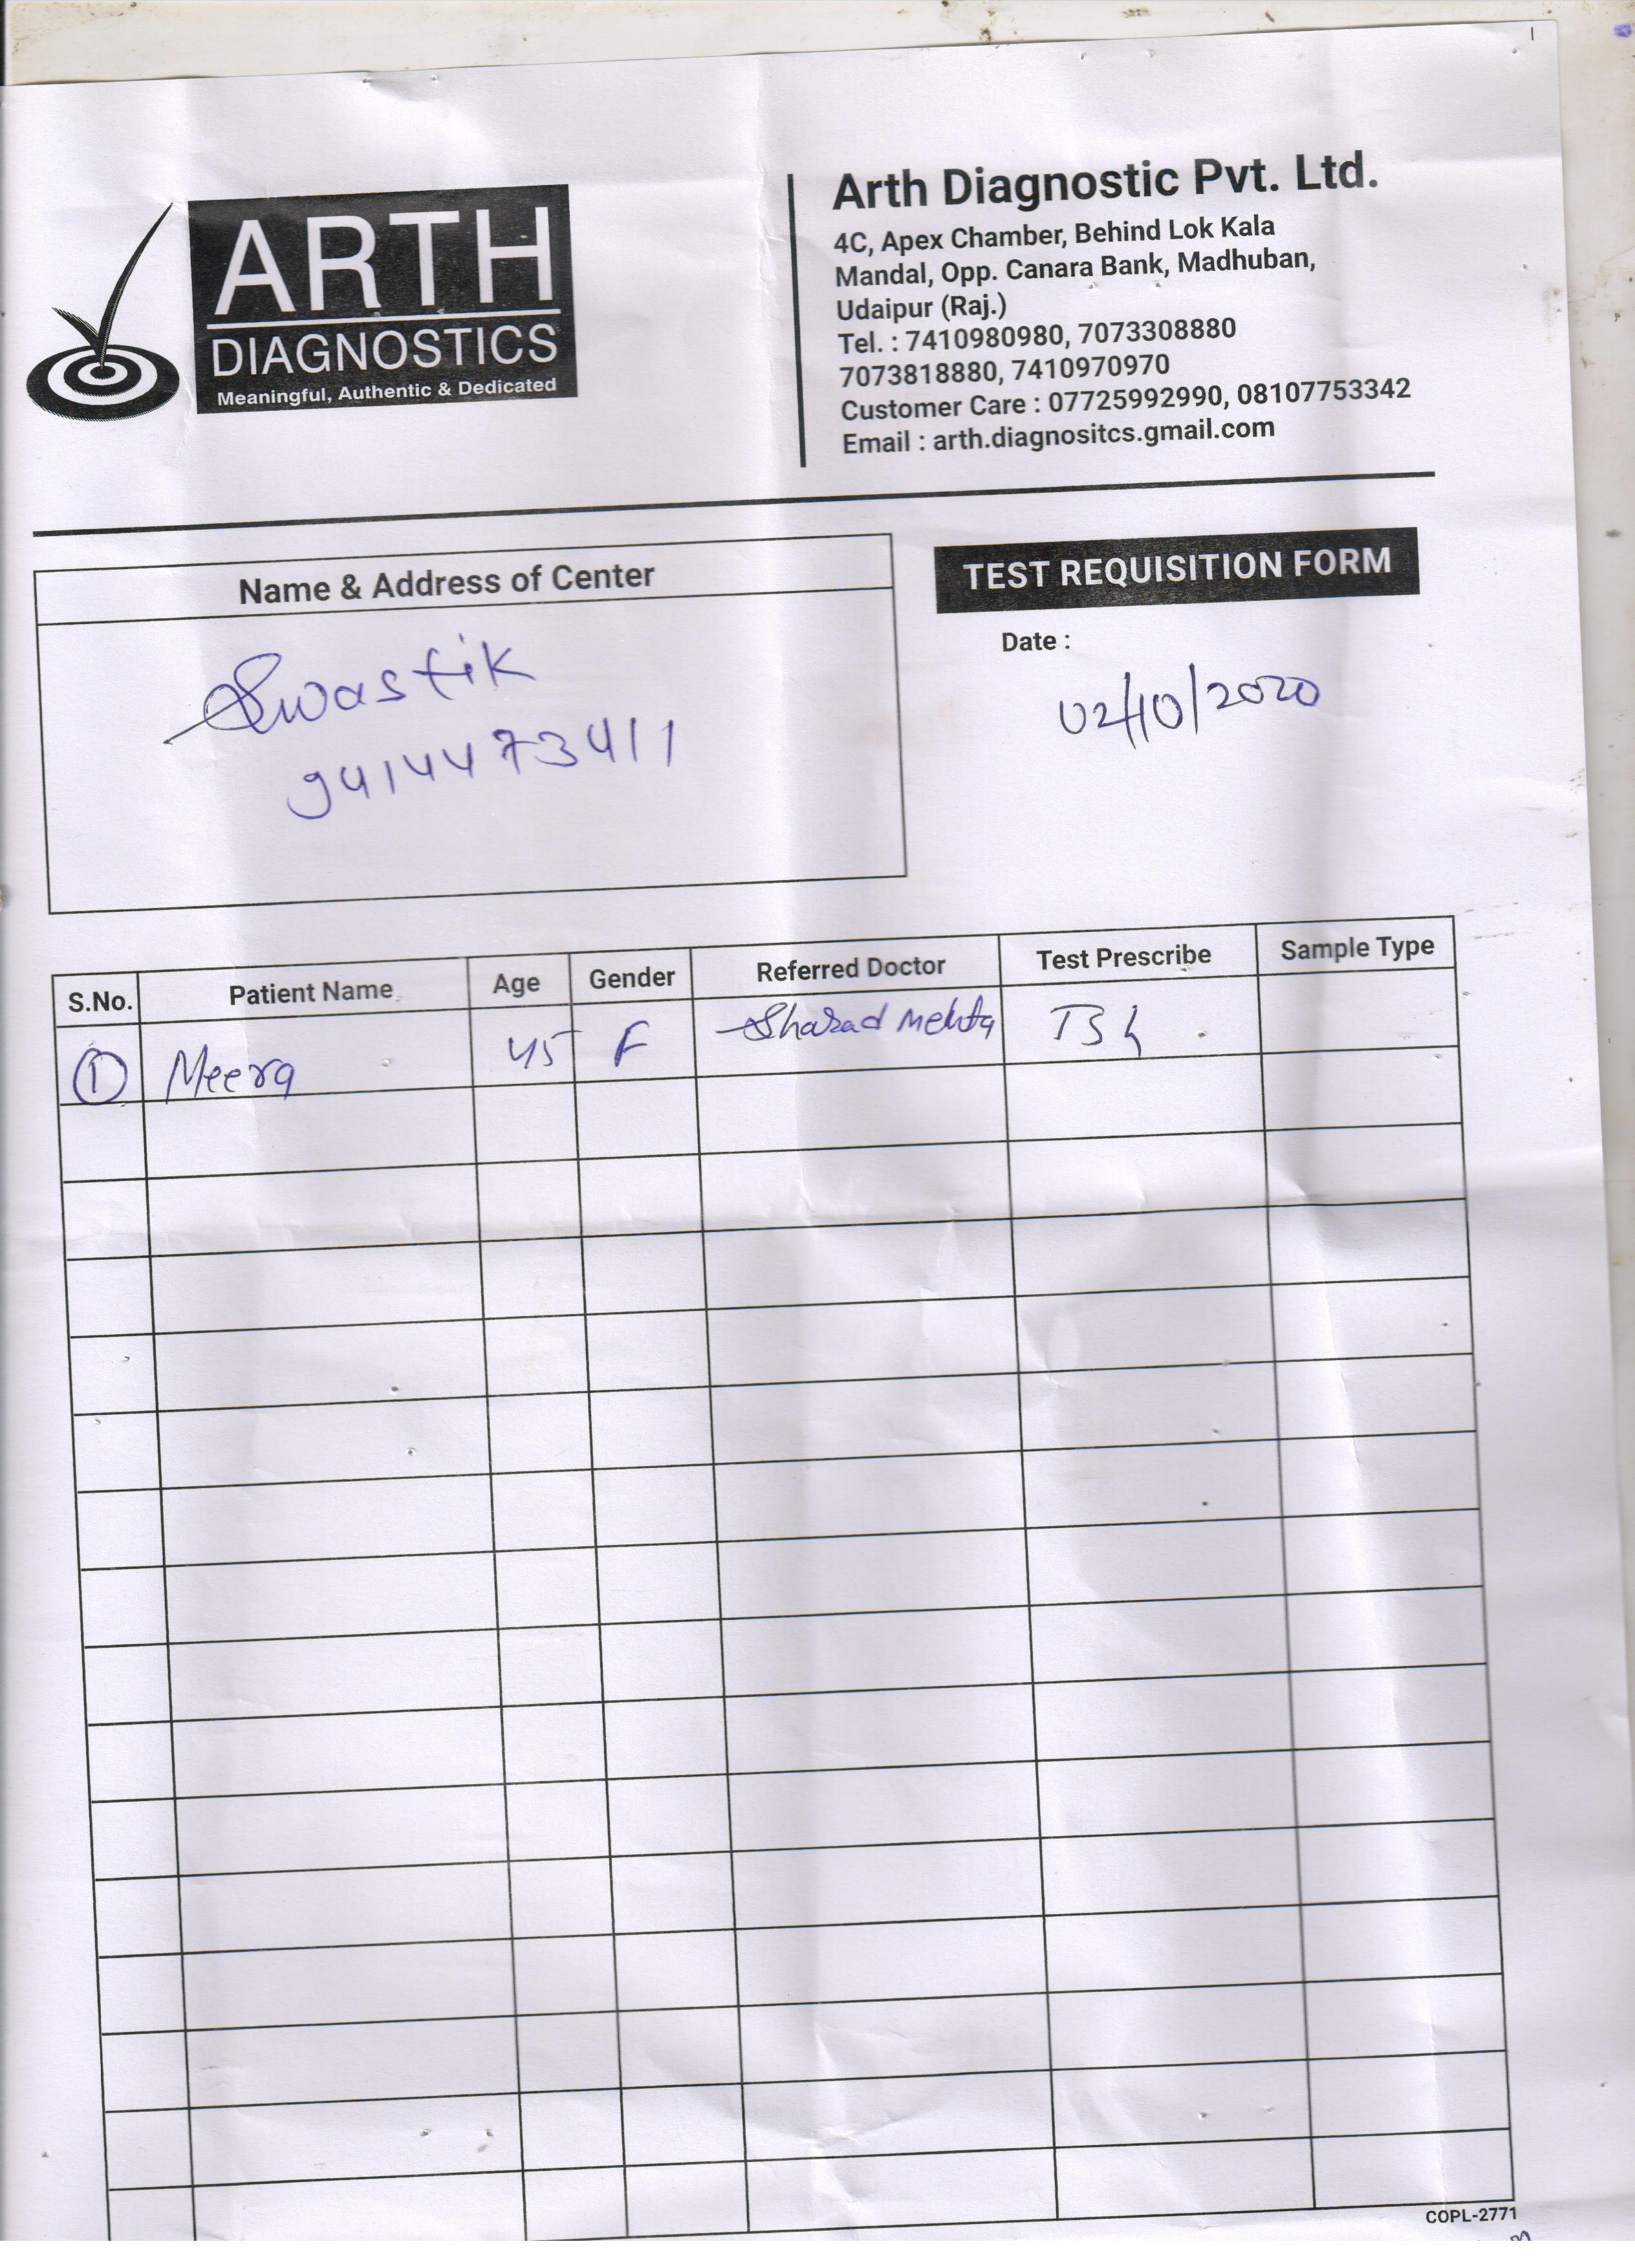 ARTH
DIAGNOSTICS
Meaningful, Authentic & Dedicated
Arth Diagnostic Pvt. Ltd.
4C, Apex Chamber, Behind Lok Kala
Mandal, Opp. Canara Bank, Madhuban,
Udaipur (Raj.)
Tel. : 7410980980, 7073308880
7073818880, 7410970970
Customer Care : 07725992990, 08107753342
Email : arth.diagnositcs.gmail.com
Name & Address of Center
Swastik
9414473411
TEST REQUISITION FORM
Date :
02/10/2020
S.No. Patient Name Age Gender Referred Doctor Test Prescribe Sample Type
1 Meera 45 F Sharad Mehta TSh
COPL-2771